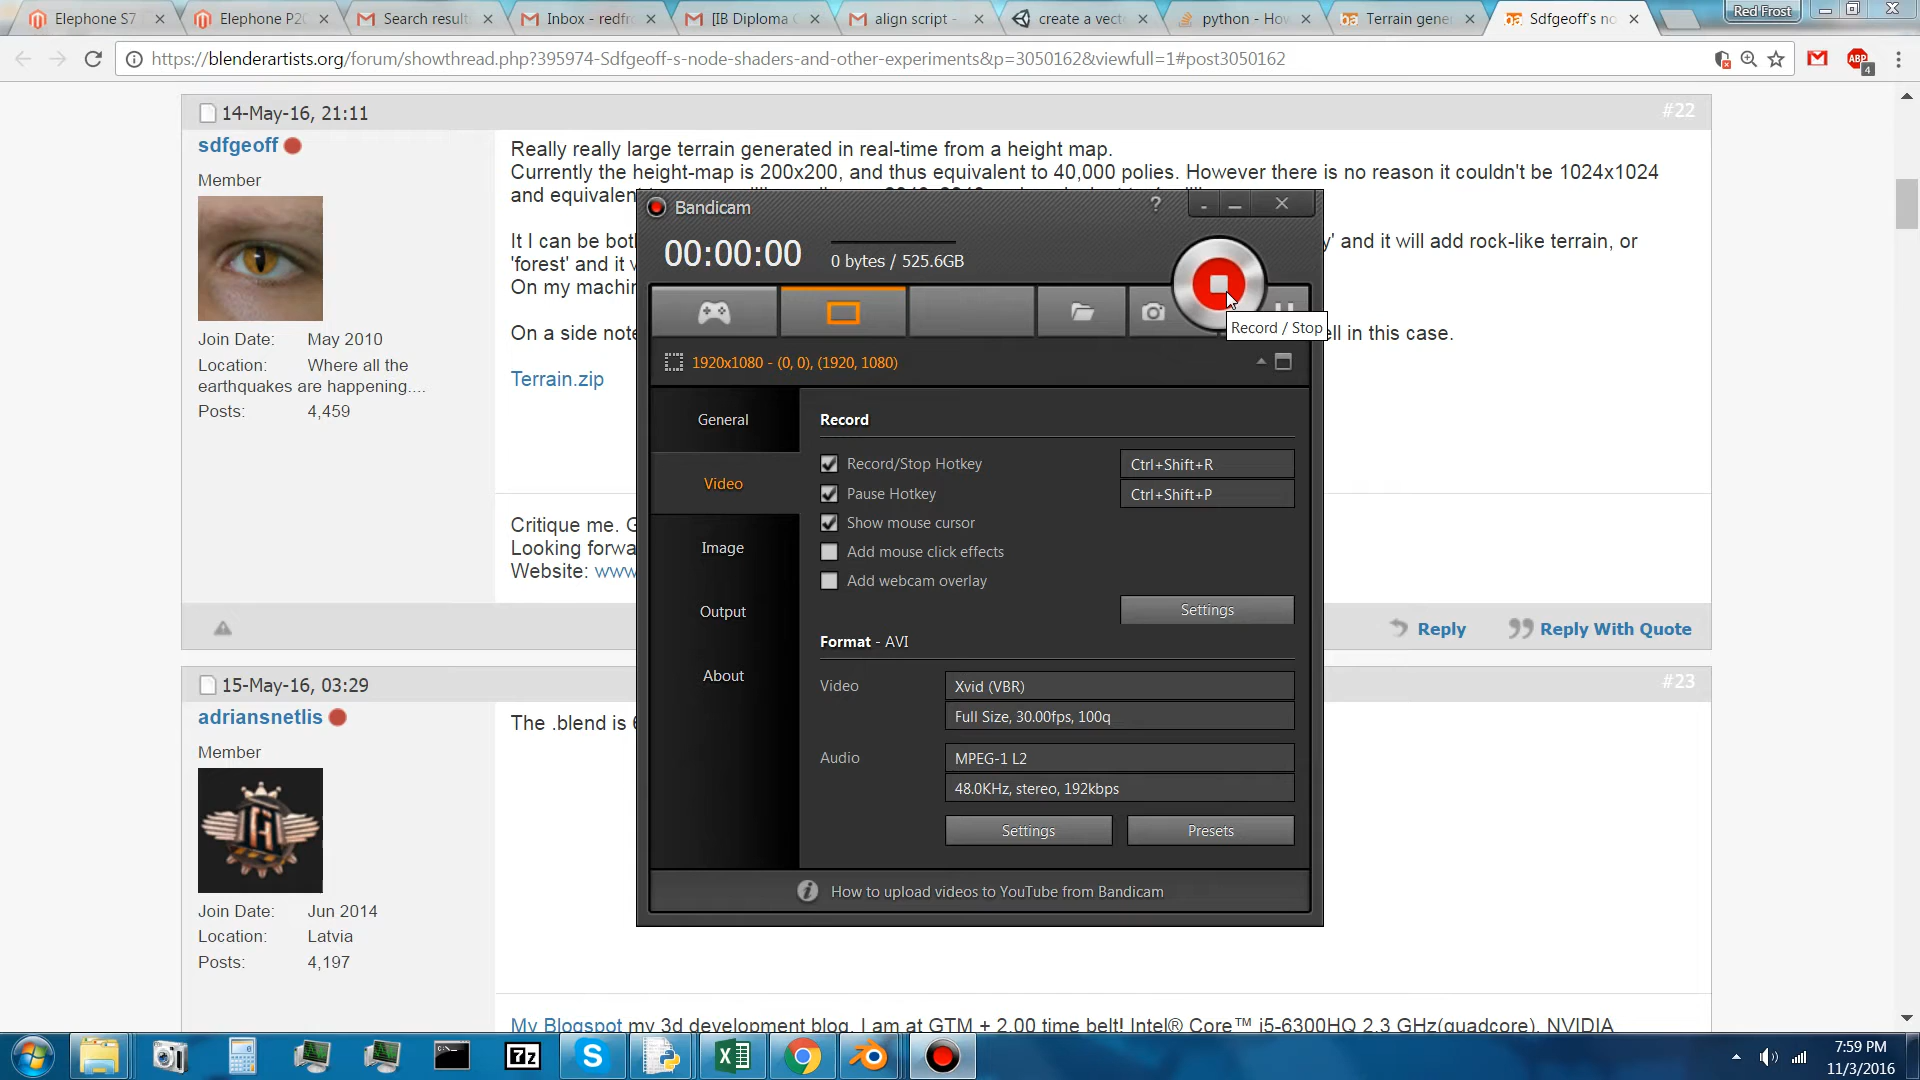 Elephone S7
Elephone P20
Search result
Inbox - redfr
[IB Diploma
align script -
create a vect
python - How
Terrain gene
Sdfgeoff's no
Red Frost
https://blenderartists.org/forum/showthread.php?395974-Sdfgeoff-s-node-shaders-and-other-experiments&p=3050162&viewfull=1#post3050162
ABP
4
14-May-16, 21:11
#22
sdfgeoff
Member
Join Date: May 2010
Location: Where all the
earthquakes are happening....
Posts: 4,459
Really really large terrain generated in real-time from a height map.
Currently the height-map is 200x200, and thus equivalent to 40,000 polies. However there is no reason it couldn't be 1024x1024
and equivalent
It I can be both
y' and it will add rock-like terrain, or
'forest' and it
On my machin
On a side note
ell in this case.
Terrain.zip
Critique me. G
Looking forwa
Website: www
Reply
Reply With Quote
Bandicam
?
00:00:00
0 bytes / 525.6GB
Record / Stop
1920x1080 - (0, 0), (1920, 1080)
General
Video
Image
Output
About
Record
Record/Stop Hotkey
Ctrl+Shift+R
Pause Hotkey
Ctrl+Shift+P
Show mouse cursor
Add mouse click effects
Add webcam overlay
Settings
Format - AVI
Video
Xvid (VBR)
Full Size, 30.00fps, 100q
Audio
MPEG-1 L2
48.0KHz, stereo, 192kbps
Settings
Presets
How to upload videos to YouTube from Bandicam
15-May-16, 03:29
#23
adriansnetlis
Member
Join Date: Jun 2014
Location: Latvia
Posts: 4,197
The .blend is 6
My Blogspot my 3d development blog. I am at GTM + 2.00 time belt! Intel® Core™ i5-6300HQ 2.3 GHz(quadcore), NVIDIA
7z
7:59 PM
11/3/2016